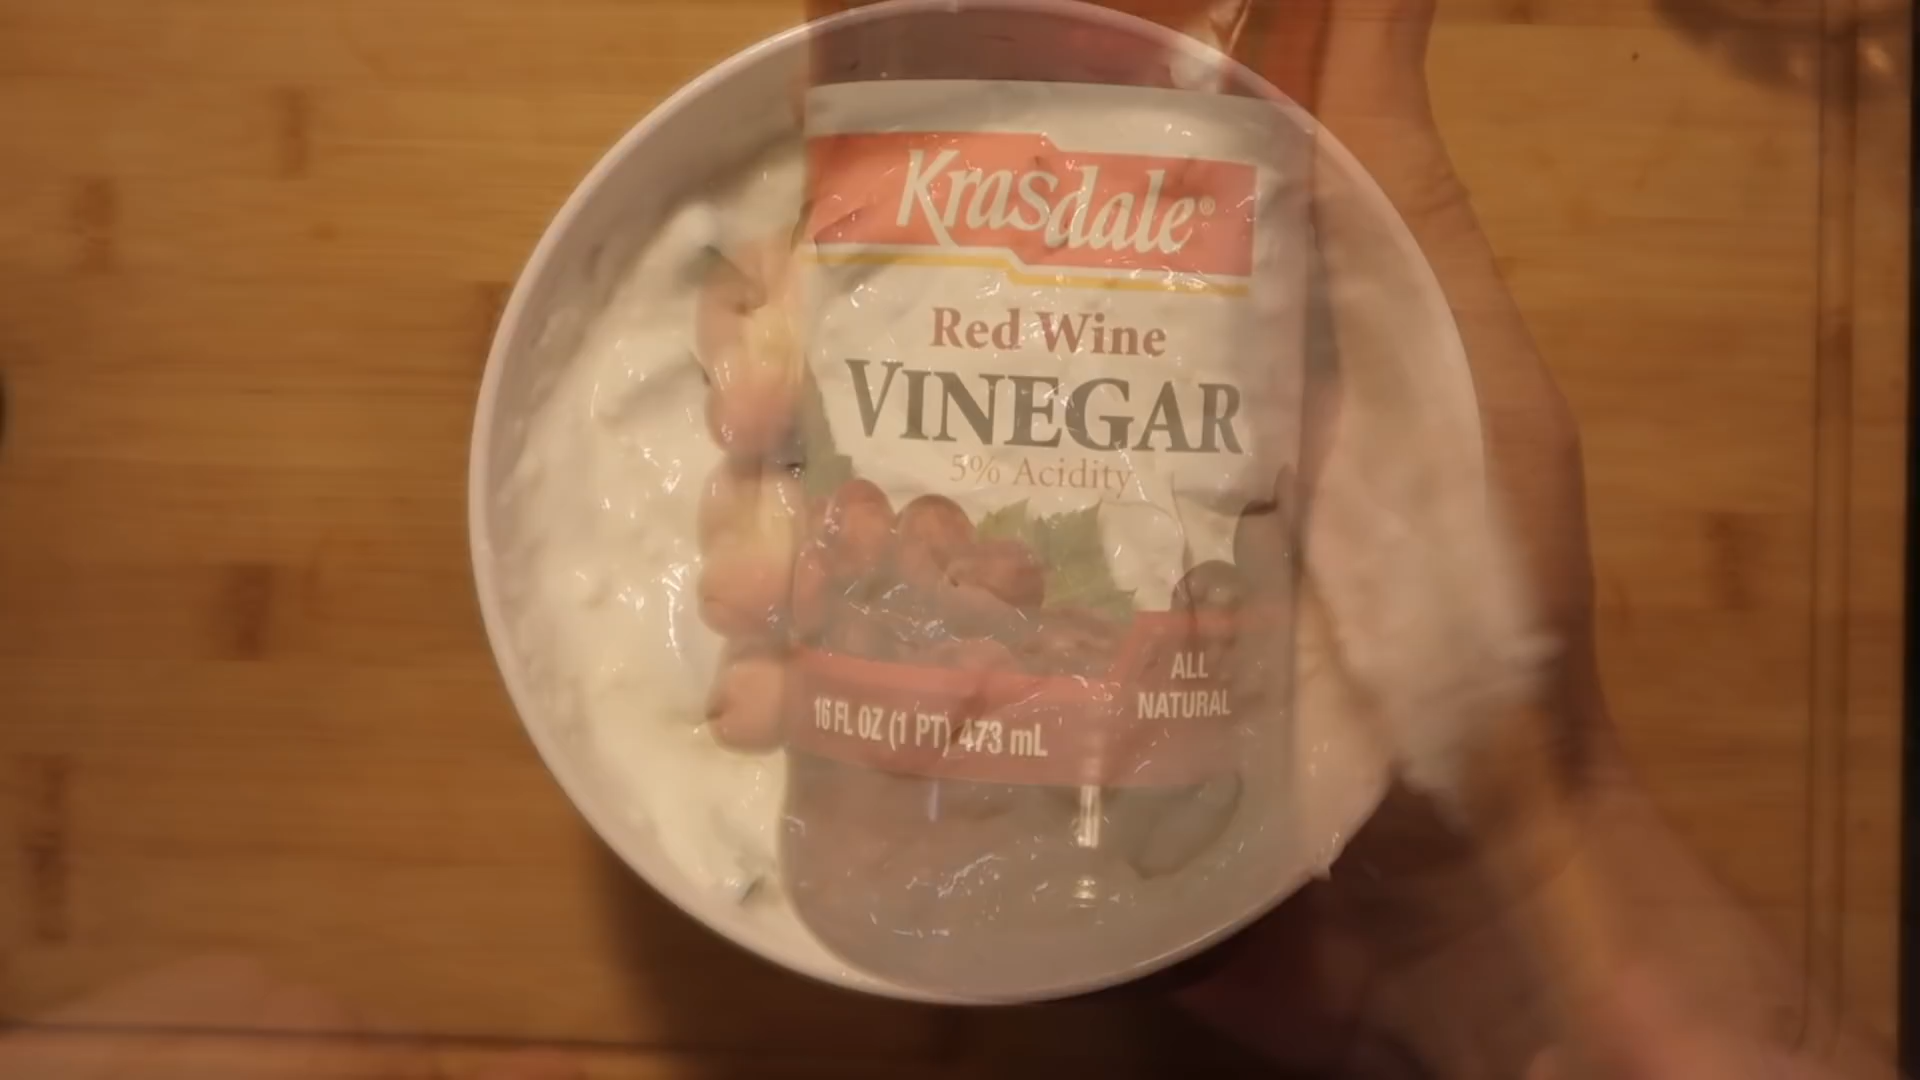 Krasdale®
Red Wine
VINEGAR
5% Acidity
ALL
NATURAL
16 FL OZ (1 PT) 473 mL